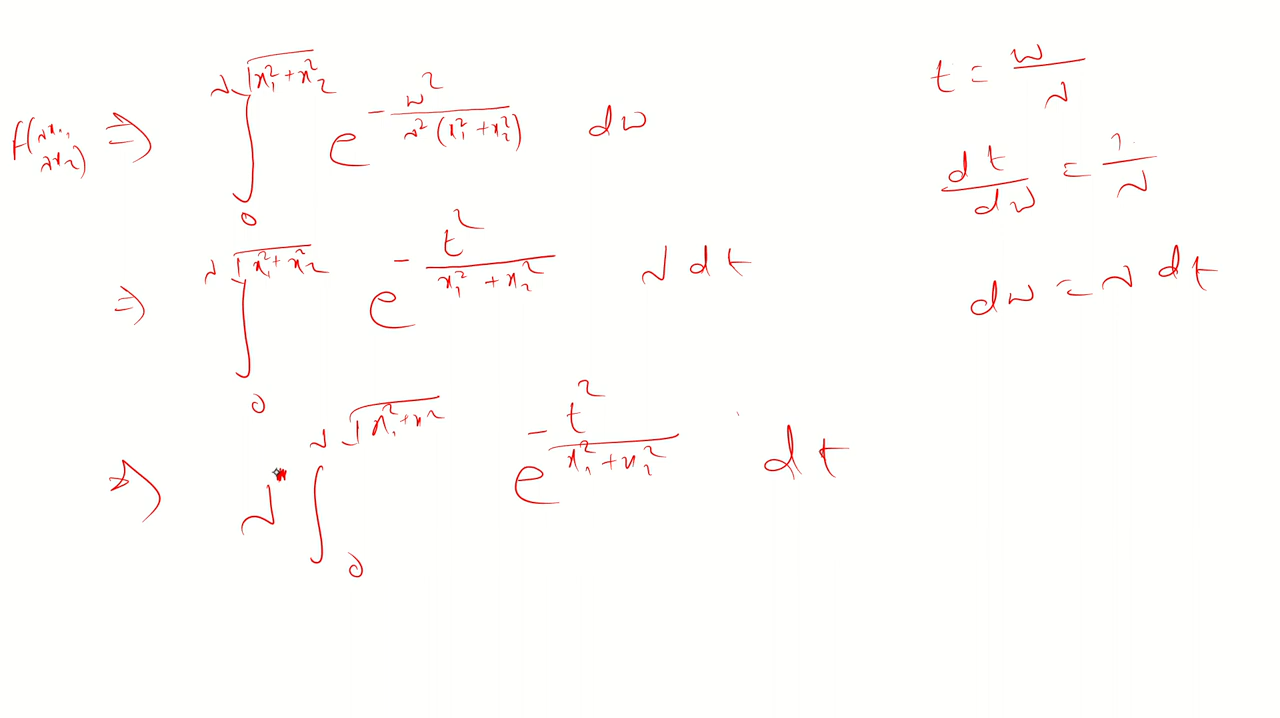 f(λx₁, λx₂) ⇒ ∫₀^{λ√(x₁²+x₂²)} e^{-w²/(λ²(x₁²+x₂²))} dw
⇒ ∫₀^{λ√(x₁²+x₂²)} e^{-t²/(x₁²+x₂²)} λ dt
⇒ λ ∫₀^{λ√(x₁²+x²)} e^{-t²/(x₁²+x₂²)} dt
t = w/λ
dt/dw = 1/λ
dw = λ dt